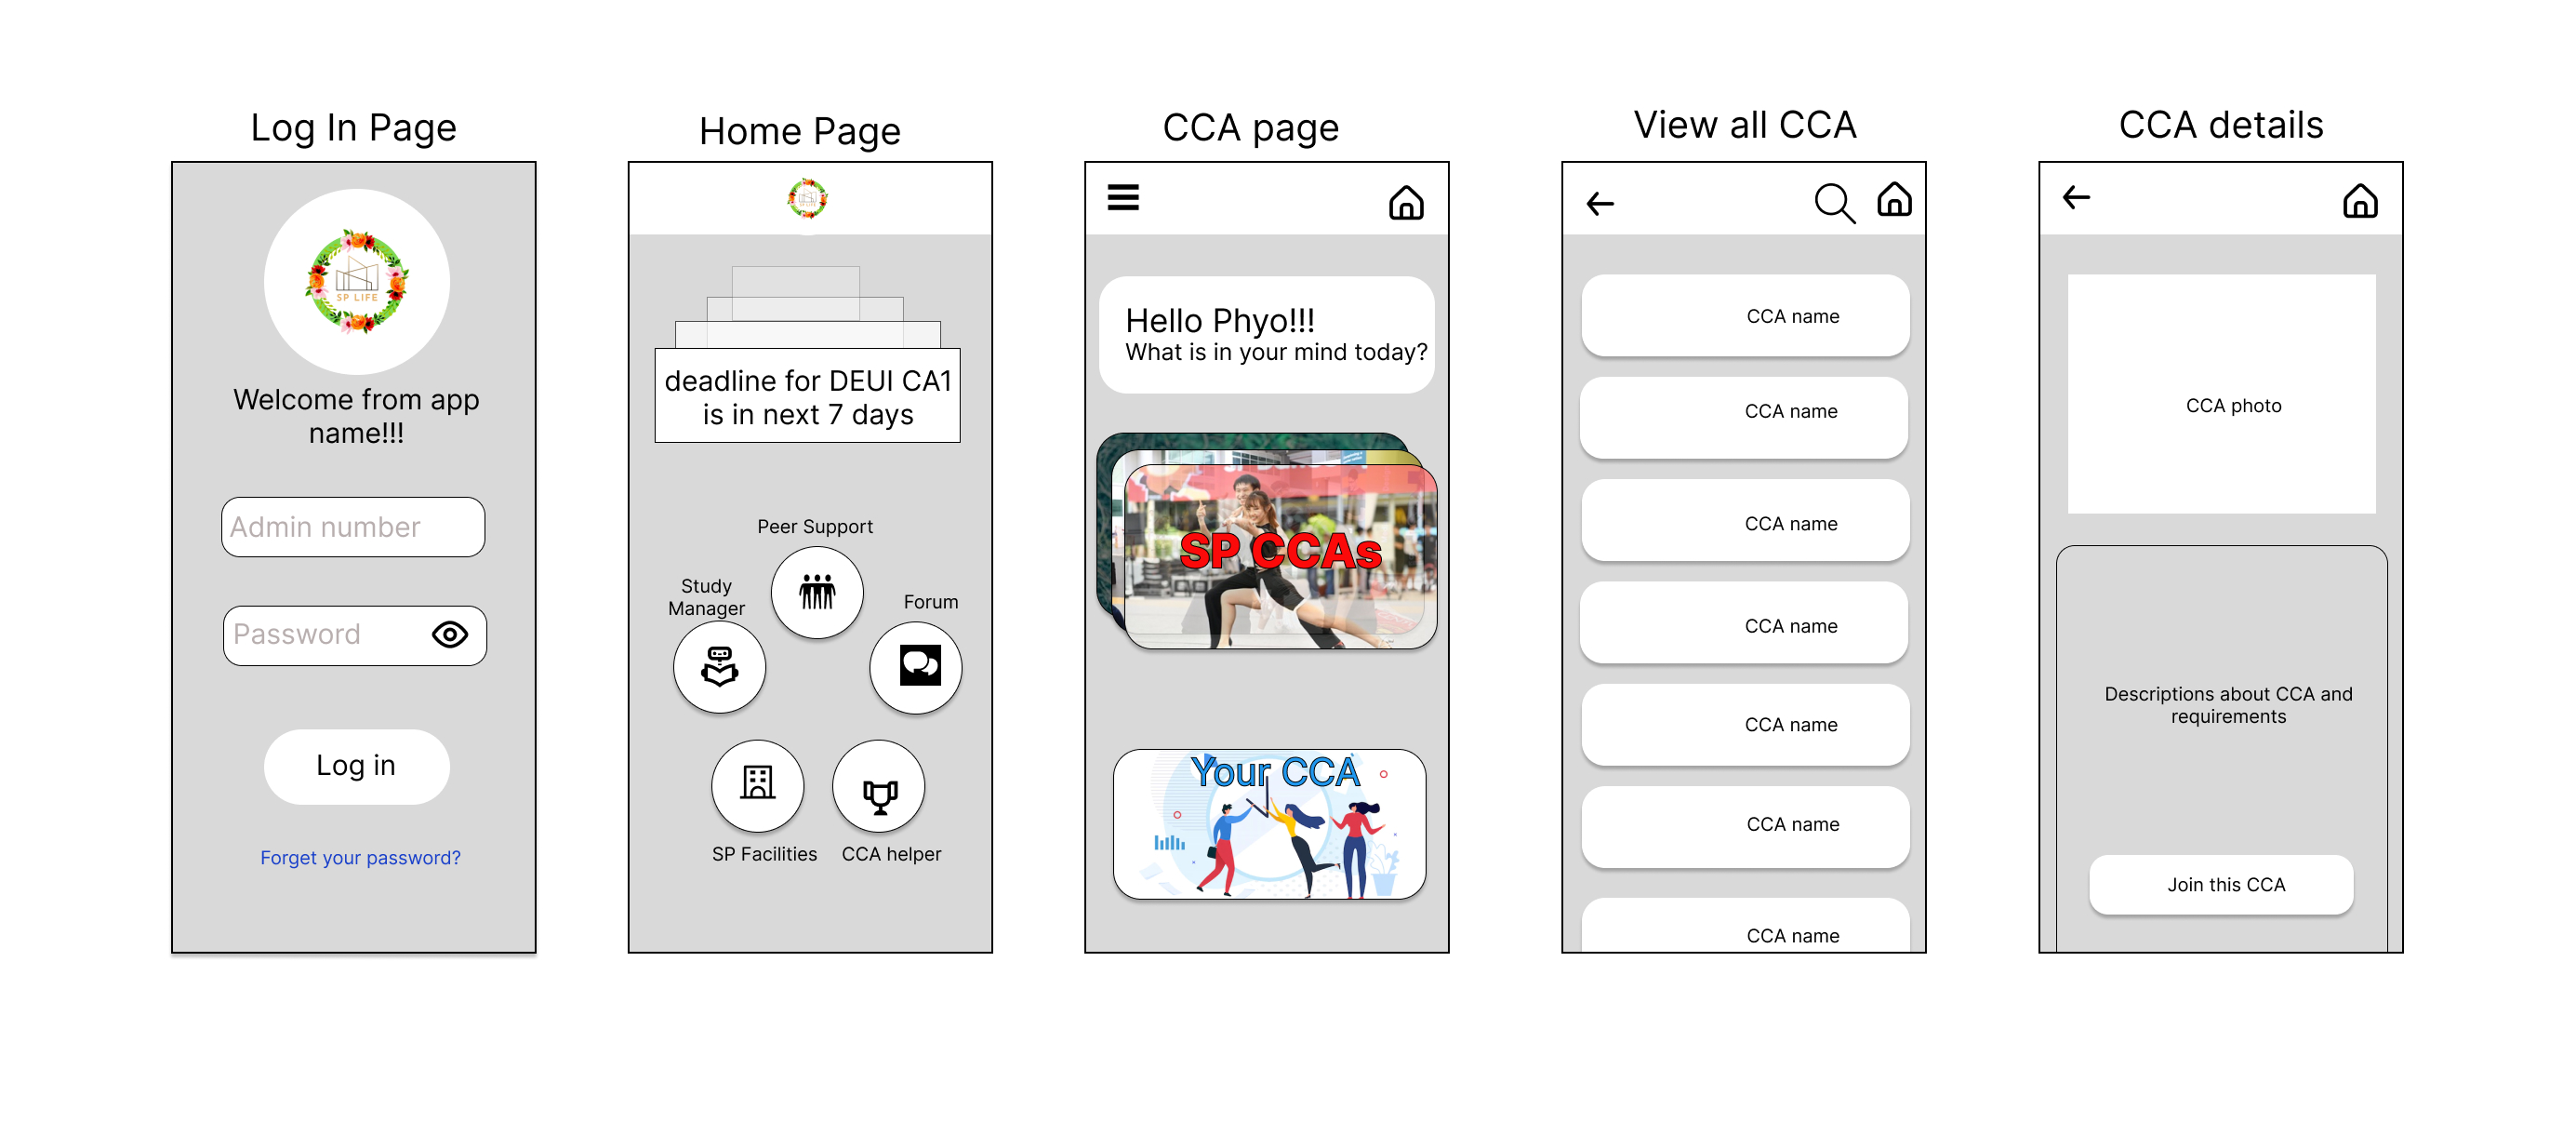 Log In Page
SP LIFE
Welcome from app
name!!!
Admin number
Password
Log in
Forget your password?
Home Page
SP LIFE
deadline for DEUI CA1
is in next 7 days
Peer Support
Study
Manager
Forum
SP Facilities
CCA helper
CCA page
Hello Phyo!!!
What is in your mind today?
SP CCAs
Your CCA
View all CCA
CCA name
CCA name
CCA name
CCA name
CCA name
CCA name
CCA name
CCA details
CCA photo
Descriptions about CCA and
requirements
Join this CCA